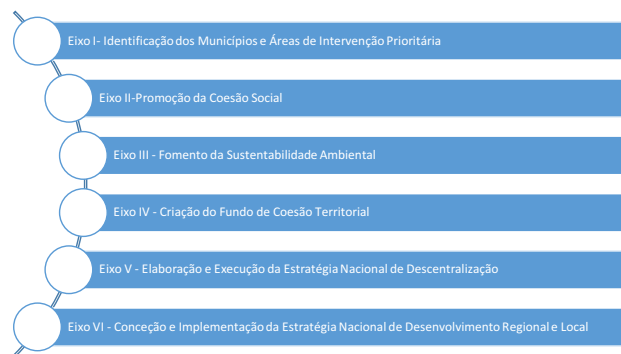 Eixo I- Identificação dos Municípios e Áreas de Intervenção Prioritária
Eixo II-Promoção da Coesão Social
Eixo III - Fomento da Sustentabilidade Ambiental
Eixo IV - Criação do Fundo de Coesão Territorial
Eixo V - Elaboração e Execução da Estratégia Nacional de Descentralização
Eixo VI - Conceção e Implementação da Estratégia Nacional de Desenvolvimento Regional e Local